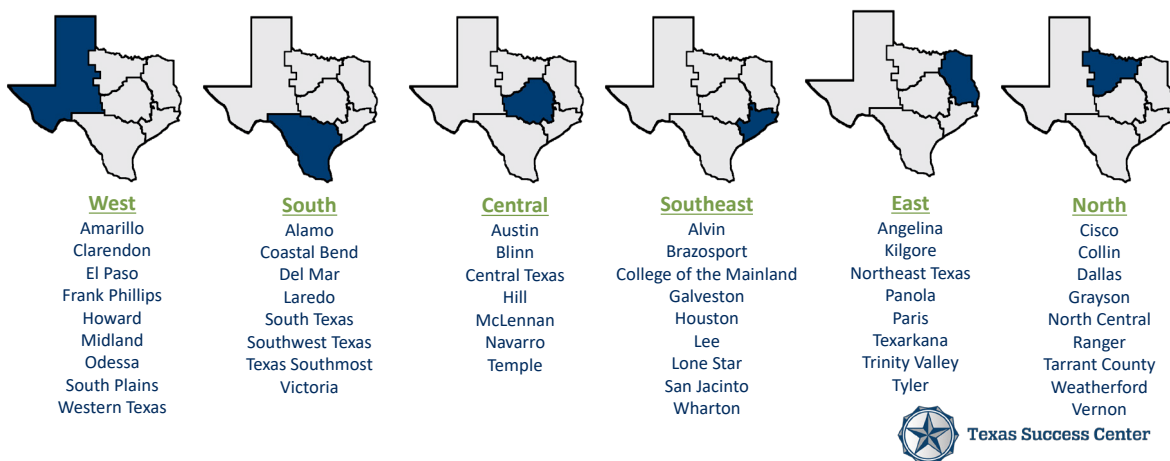 West
Amarillo
Clarendon
El Paso
Frank Phillips
Howard
Midland
Odessa
South Plains
Western Texas
South
Alamo
Coastal Bend
Del Mar
Laredo
South Texas
Southwest Texas
Texas Southmost
Victoria
Central
Austin
Blinn
Central Texas
Hill
McLennan
Navarro
Temple
Southeast
Alvin
Brazosport
College of the Mainland
Galveston
Houston
Lee
Lone Star
San Jacinto
Wharton
East
Angelina
Kilgore
Northeast Texas
Panola
Paris
Texarkana
Trinity Valley
Tyler
North
Cisco
Collin
Dallas
Grayson
North Central
Ranger
Tarrant County
Weatherford
Vernon
Texas Success Center